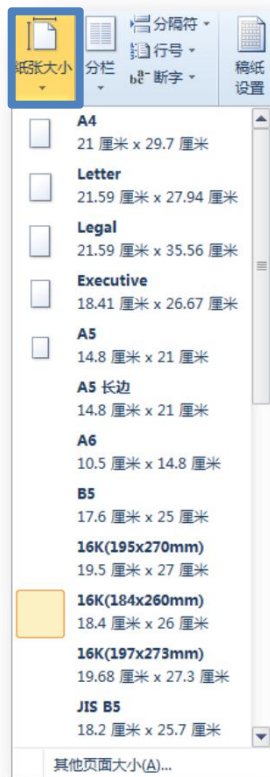 纸张大小
分栏
分隔符
行号
断字
稿纸
设置
A4
21 厘米 x 29.7 厘米
Letter
21.59 厘米 x 27.94 厘米
Legal
21.59 厘米 x 35.56 厘米
Executive
18.41 厘米 x 26.67 厘米
A5
14.8 厘米 x 21 厘米
A5 长边
14.8 厘米 x 21 厘米
A6
10.5 厘米 x 14.8 厘米
B5
17.6 厘米 x 25 厘米
16K(195x270mm)
19.5 厘米 x 27 厘米
16K(184x260mm)
18.4 厘米 x 26 厘米
16K(197x273mm)
19.68 厘米 x 27.3 厘米
JIS B5
18.2 厘米 x 25.7 厘米
其他页面大小(A)...